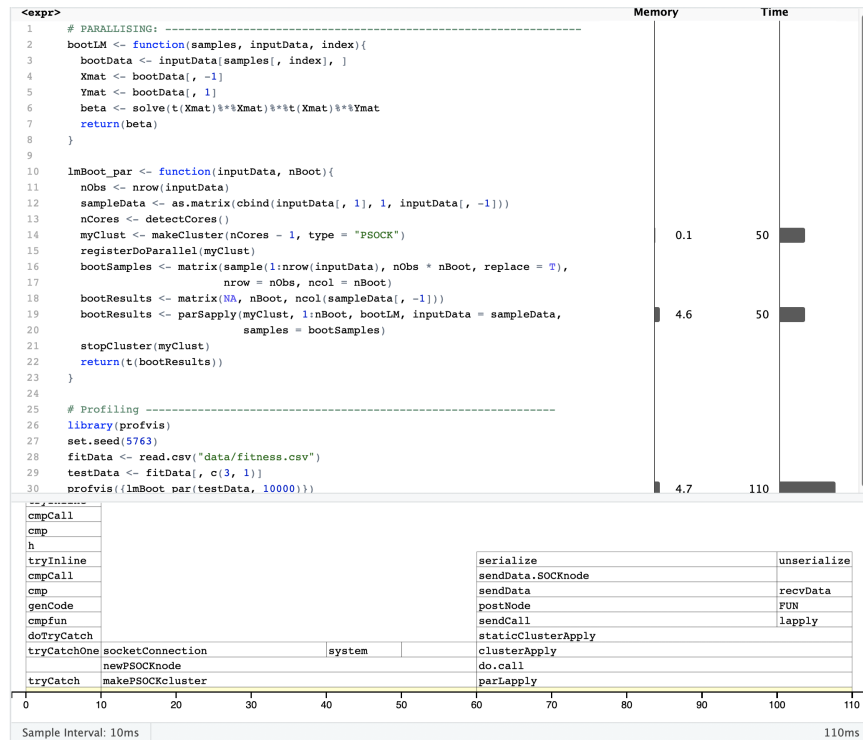 <expr> Memory Time
1 # PARALLISING: ----------------------------------------------------------------
2 bootLM <- function(samples, inputData, index){
3 bootData <- inputData[samples[, index], ]
4 Xmat <- bootData[, -1]
5 Ymat <- bootData[, 1]
6 beta <- solve(t(Xmat)%*%Xmat)%*%t(Xmat)%*%Ymat
7 return(beta)
8 }
9
10 lmBoot_par <- function(inputData, nBoot){
11 nObs <- nrow(inputData)
12 sampleData <- as.matrix(cbind(inputData[, 1], 1, inputData[, -1]))
13 nCores <- detectCores()
14 myClust <- makeCluster(nCores - 1, type = "PSOCK") 0.1 50
15 registerDoParallel(myClust)
16 bootSamples <- matrix(sample(1:nrow(inputData), nObs * nBoot, replace = T),
17 nrow = nObs, ncol = nBoot)
18 bootResults <- matrix(NA, nBoot, ncol(sampleData[, -1]))
19 bootResults <- parSapply(myClust, 1:nBoot, bootLM, inputData = sampleData, 4.6 50
20 samples = bootSamples)
21 stopCluster(myClust)
22 return(t(bootResults))
23 }
24
25 # Profiling ---------------------------------------------------------------
26 library(profvis)
27 set.seed(5763)
28 fitData <- read.csv("data/fitness.csv")
29 testData <- fitData[, c(3, 1)]
30 profvis({lmBoot_par(testData, 10000)}) 4.7 110
cmpCall
cmp
h
tryInline serialize unserialize
cmpCall sendData.SOCKnode
cmp sendData recvData
genCode postNode FUN
cmpfun sendCall lapply
doTryCatch staticClusterApply
tryCatchOne socketConnection system clusterApply
newPSOCKnode do.call
tryCatch makePSOCKcluster parLapply
0 10 20 30 40 50 60 70 80 90 100 110
Sample Interval: 10ms 110ms